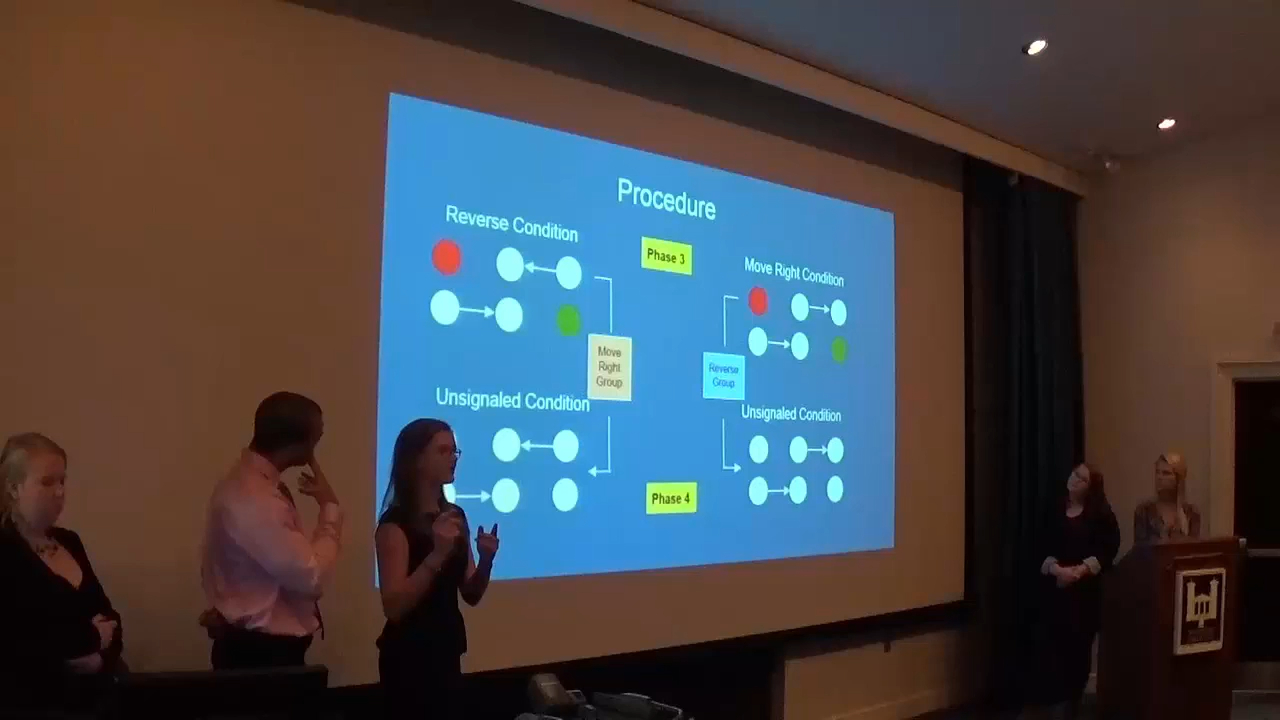 Procedure
Reverse Condition
Phase 3
Move Right Condition
Move
Right
Group
Reverse
Group
Unsignaled Condition
Unsignaled Condition
Phase 4